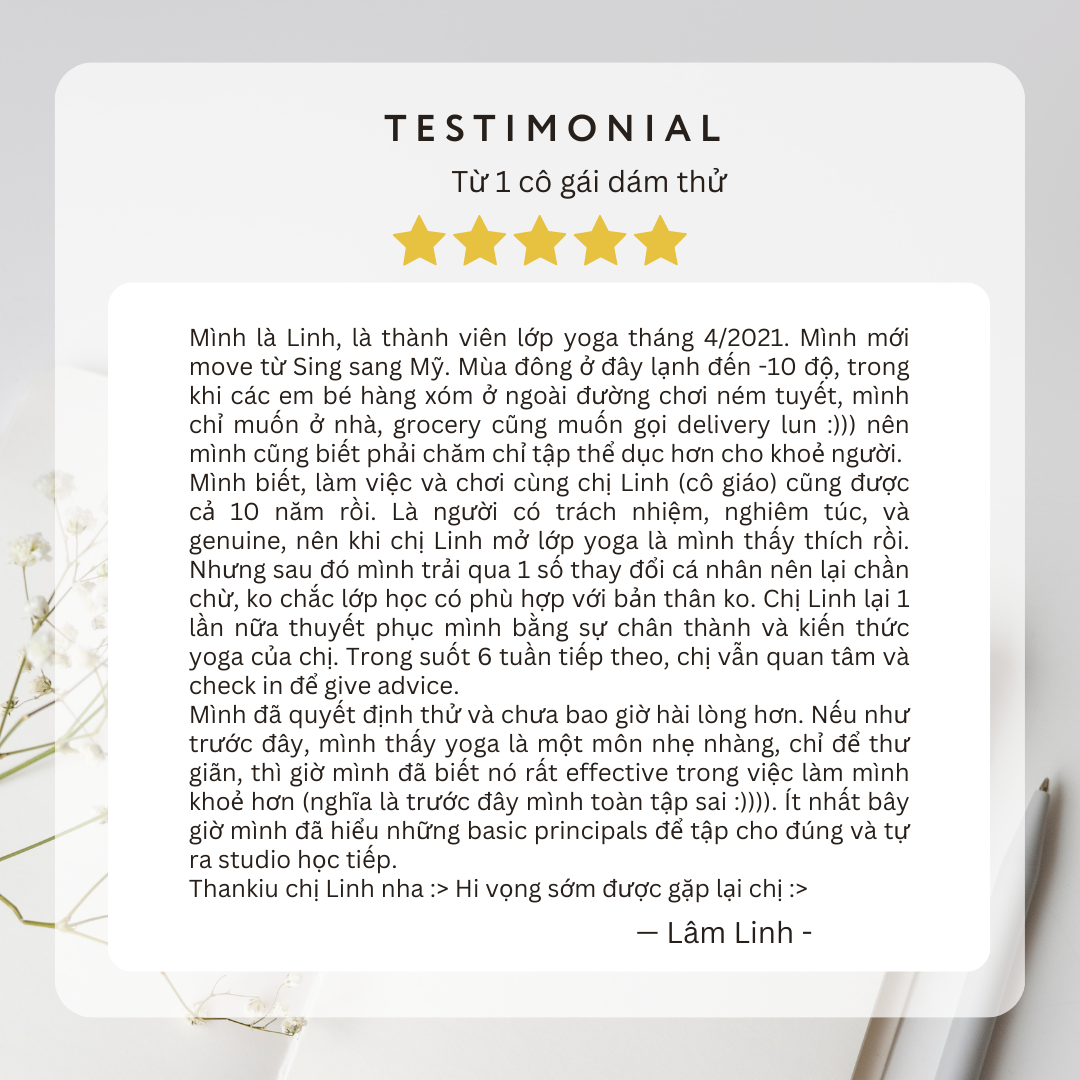 TESTIMONIAL
Từ 1 cô gái dám thử
Mình là Linh, là thành viên lớp yoga tháng 4/2021. Mình mới
move từ Sing sang Mỹ. Mùa đông ở đây lạnh đến -10 độ, trong
khi các em bé hàng xóm ở ngoài đường chơi ném tuyết, mình
chỉ muốn ở nhà, grocery cũng muốn gọi delivery lun :))) nên
mình cũng biết phải chăm chỉ tập thể dục hơn cho khoẻ người.
Mình biết, làm việc và chơi cùng chị Linh (cô giáo) cũng được
cả 10 năm rồi. Là người có trách nhiệm, nghiêm túc, và
genuine, nên khi chị Linh mở lớp yoga là mình thấy thích rồi.
Nhưng sau đó mình trải qua 1 số thay đổi cá nhân nên lại chần
chừ, ko chắc lớp học có phù hợp với bản thân ko. Chị Linh lại 1
lần nữa thuyết phục mình bằng sự chân thành và kiến thức
yoga của chị. Trong suốt 6 tuần tiếp theo, chị vẫn quan tâm và
check in để give advice.
Mình đã quyết định thử và chưa bao giờ hài lòng hơn. Nếu như
trước đây, mình thấy yoga là một môn nhẹ nhàng, chỉ để thư
giãn, thì giờ mình đã biết nó rất effective trong việc làm mình
khoẻ hơn (nghĩa là trước đây mình toàn tập sai :)))). Ít nhất bây
giờ mình đã hiểu những basic principals để tập cho đúng và tự
ra studio học tiếp.
Thankiu chị Linh nha :> Hi vọng sớm được gặp lại chị :>
— Lâm Linh -